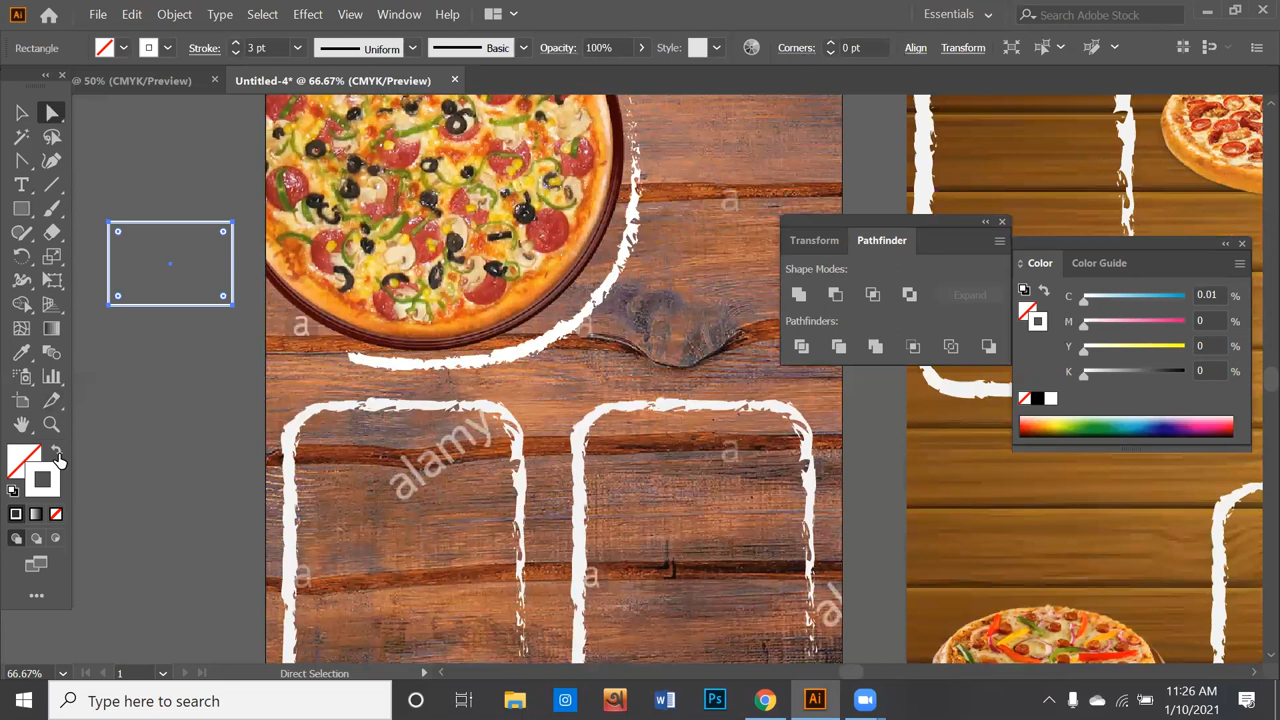 Ai File Edit Object Type Select Effect View Window Help Essentials Search Adobe Stock
Rectangle Stroke: 3 pt Uniform Basic Opacity: 100% Style: Corners: 0 pt Align Transform
@ 50% (CMYK/Preview) × Untitled-4* @ 66.67% (CMYK/Preview) ×
Transform Pathfinder
Shape Modes:
Expand
Pathfinders:
Color Color Guide
C 0.01 %
M 0 %
Y 0 %
K 0 %
a
a
a
a
alamy
a
a
a
66.67% 1 Direct Selection
Type here to search
Ps
Ai
11:26 AM
1/10/2021